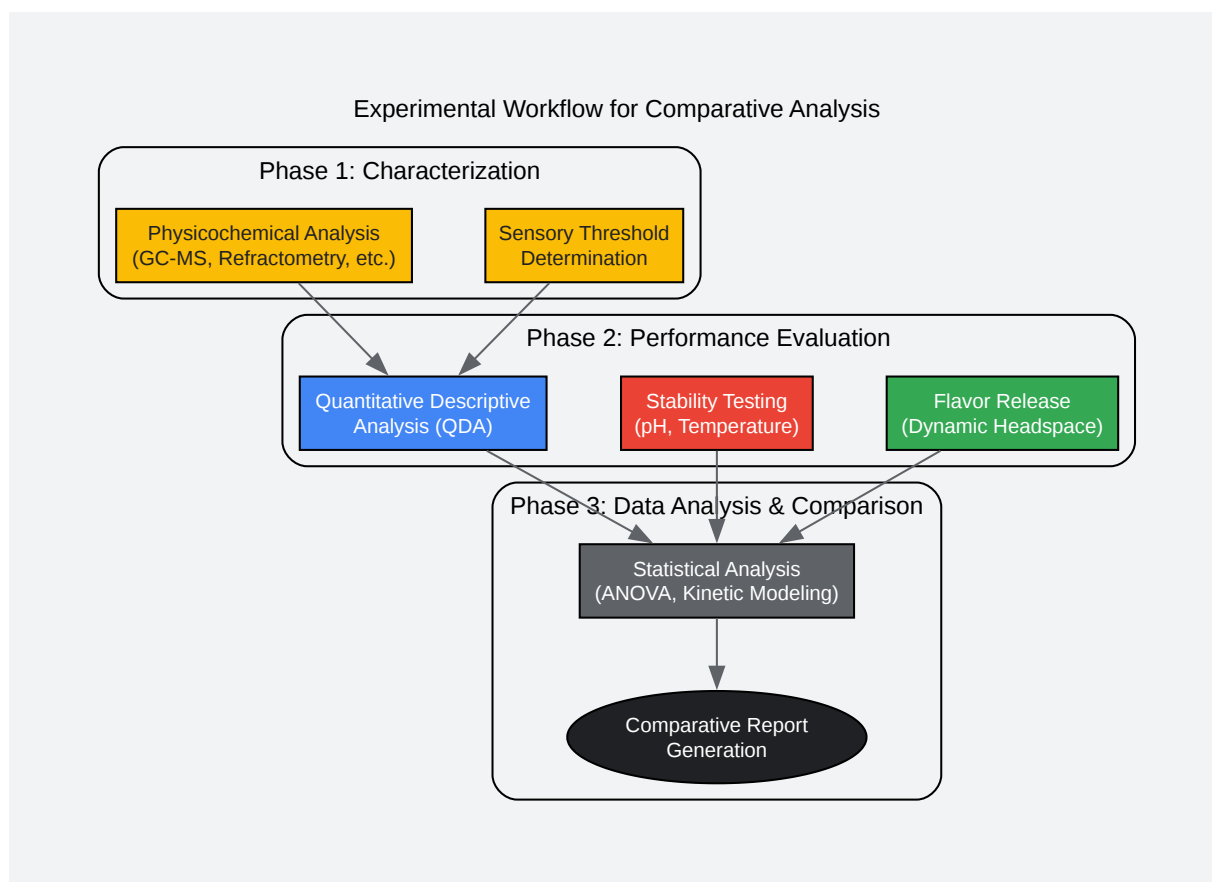 Experimental Workflow for Comparative Analysis
Phase 1: Characterization
Physicochemical Analysis
(GC-MS, Refractometry, etc.)
Sensory Threshold
Determination
Phase 2: Performance Evaluation
Quantitative Descriptive
Analysis (QDA)
Stability Testing
(pH, Temperature)
Flavor Release
(Dynamic Headspace)
Phase 3: Data Analysis & Comparison
Statistical Analysis
(ANOVA, Kinetic Modeling)
Comparative Report
Generation